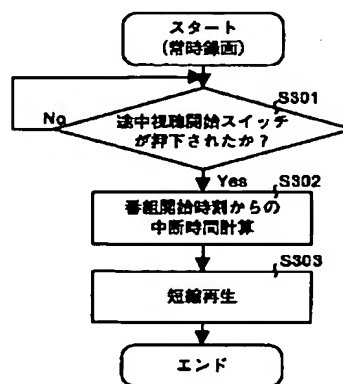 スタート
(常時録画)
S301
途中視聴開始スイッチ
が押下されたか？
No
Yes
S302
番組開始時刻からの
中断時間計算
S303
短縮再生
エンド